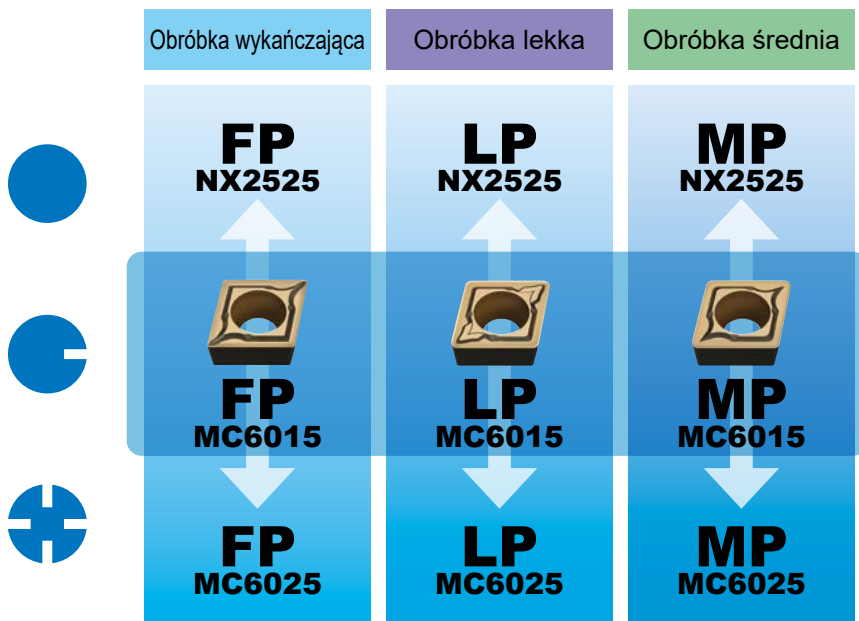 Obróbka wykańczająca
Obróbka lekka
Obróbka średnia
FP
NX2525
LP
NX2525
MP
NX2525
FP
MC6015
LP
MC6015
MP
MC6015
FP
MC6025
LP
MC6025
MP
MC6025